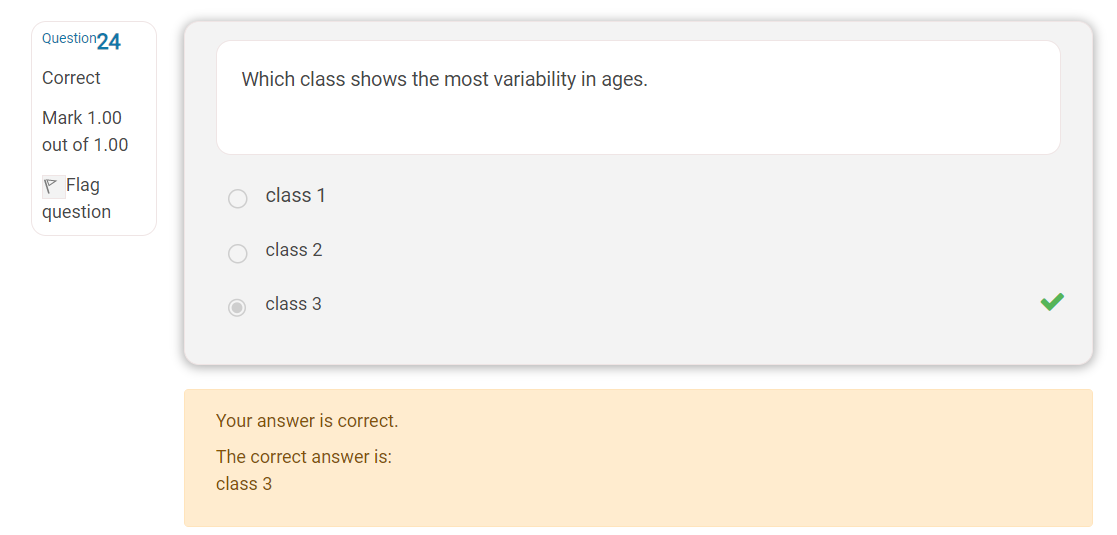 Question24
Correct
Mark 1.00
out of 1.00
Flag
question
Which class shows the most variability in ages.
class 1
class 2
class 3
Your answer is correct.
The correct answer is:
class 3